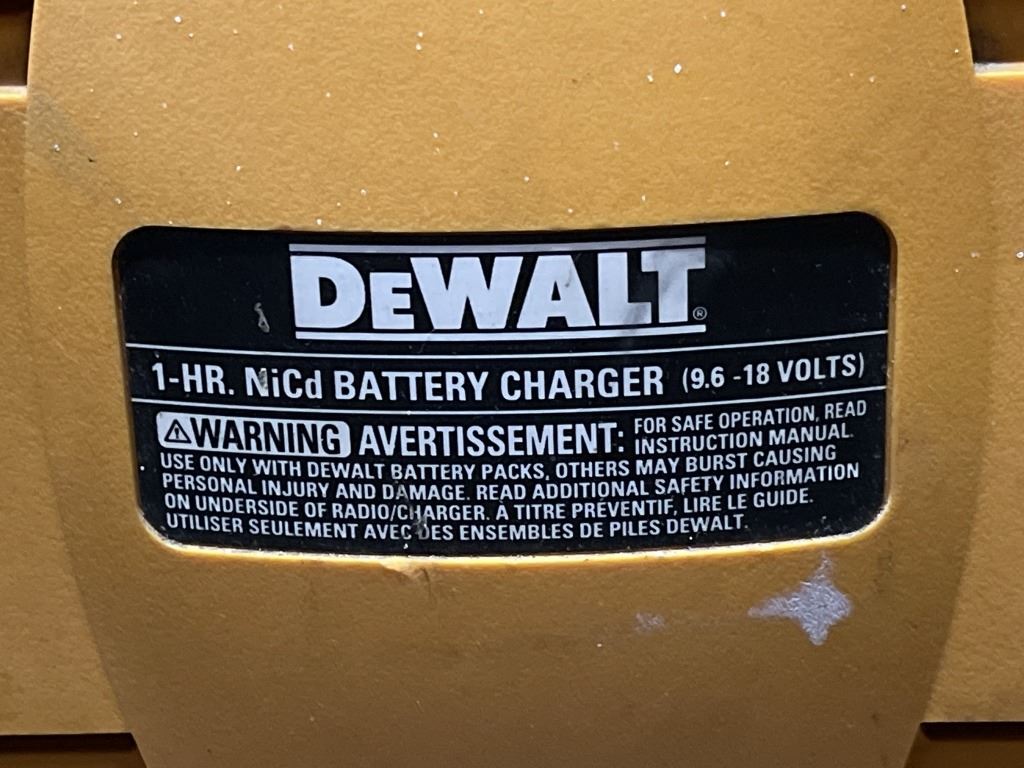 DEWALT®
1-HR. NiCd BATTERY CHARGER (9.6 -18 VOLTS)
⚠WARNING AVERTISSEMENT: FOR SAFE OPERATION, READ
INSTRUCTION MANUAL.
USE ONLY WITH DEWALT BATTERY PACKS, OTHERS MAY BURST CAUSING
PERSONAL INJURY AND DAMAGE. READ ADDITIONAL SAFETY INFORMATION
ON UNDERSIDE OF RADIO/CHARGER. À TITRE PREVENTIF, LIRE LE GUIDE.
UTILISER SEULEMENT AVEC DES ENSEMBLES DE PILES DEWALT.